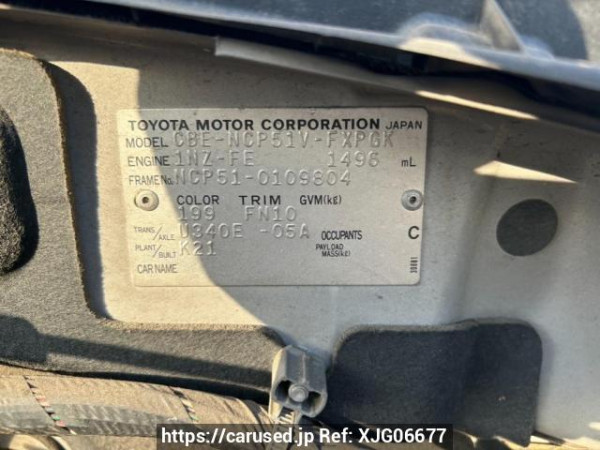 TOYOTA MOTOR CORPORATION JAPAN
MODEL CBE-NCP51V-FXPGK
ENGINE 1NZ-FE 1496 mL
FRAME No. NCP51-0109804
COLOR TRIM GVM(kg)
199 FN10
TRANS/AXLE U340E -05A OCCUPANTS C
PLANT/BUILT K21 PAYLOAD MASS(kg)
CAR NAME
https://carused.jp Ref: XJG06677